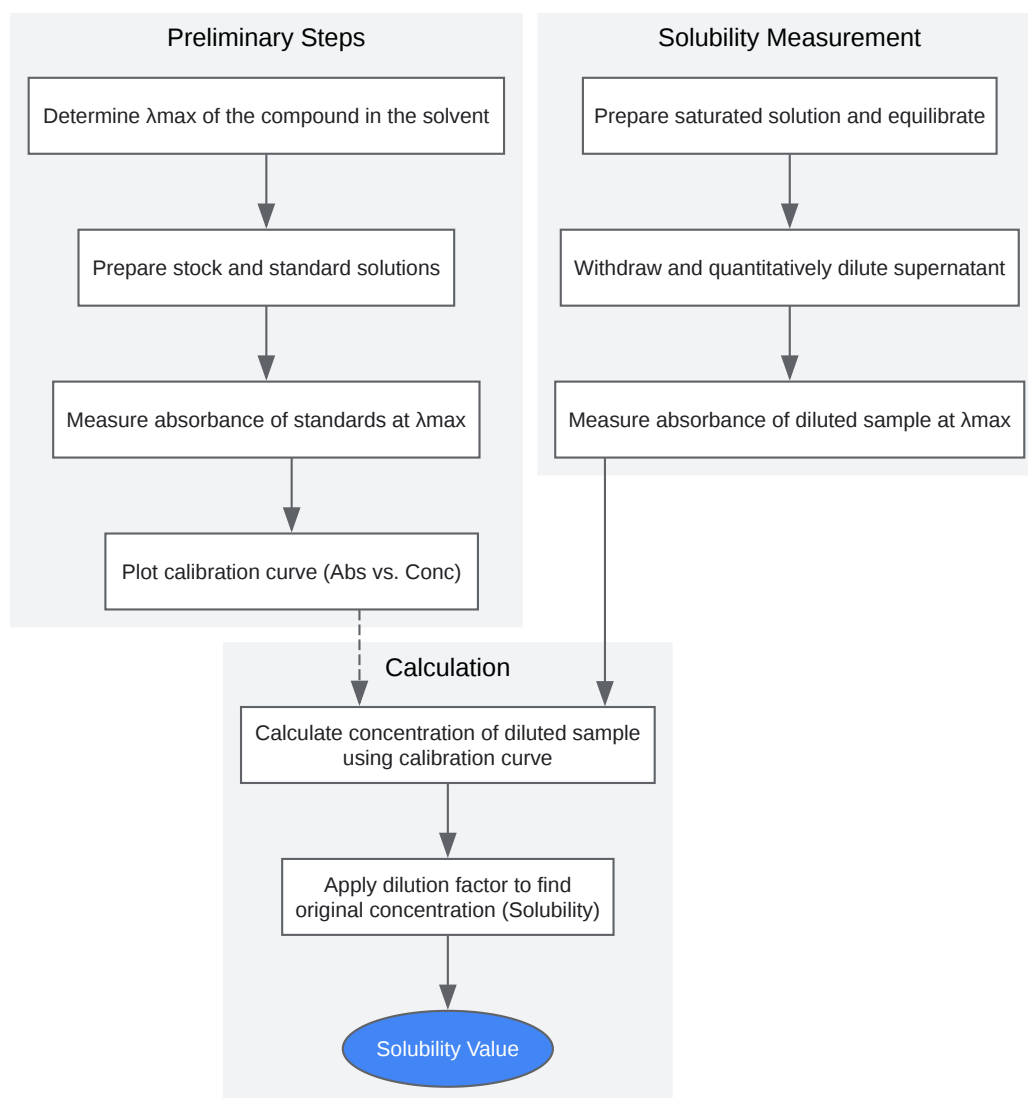 Preliminary Steps
Determine λmax of the compound in the solvent
Prepare stock and standard solutions
Measure absorbance of standards at λmax
Plot calibration curve (Abs vs. Conc)
Solubility Measurement
Prepare saturated solution and equilibrate
Withdraw and quantitatively dilute supernatant
Measure absorbance of diluted sample at λmax
Calculation
Calculate concentration of diluted sample
using calibration curve
Apply dilution factor to find
original concentration (Solubility)
Solubility Value